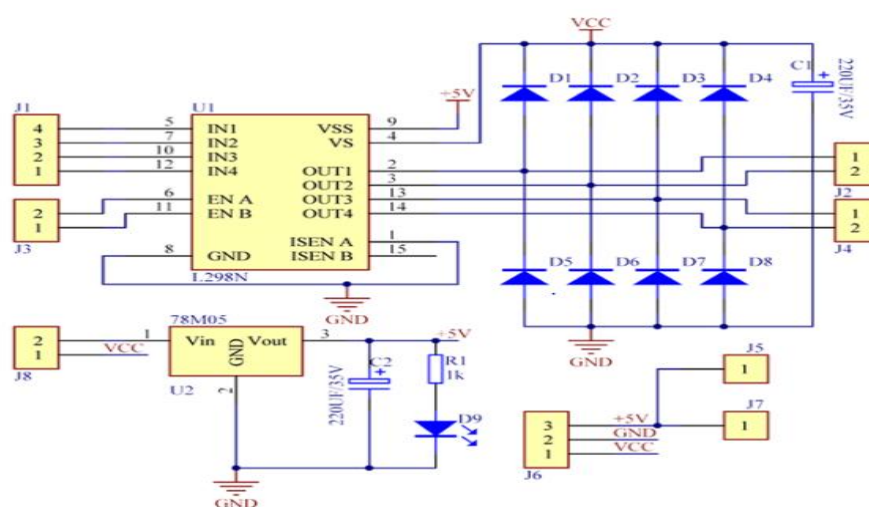 VCC
U1
D1 D2 D3 D4
C1
220UF/35V
+5V
J1
4 5 IN1 VSS 9
3 7 IN2 VS 4
2 10 IN3
1 12 IN4
OUT1 2
OUT2 3
OUT3 13
OUT4 14
2 6 EN A
1 11 EN B
J3
ISEN A 1
ISEN B 15
8 GND
L298N
GND
1
2
J2
1
2
J4
D5 D6 D7 D8
GND
78M05
2 1 Vin GND Vout 3 +5V
1 VCC
J8
U2
2
C2
220UF/35V
R1
1k
D9
GND
J5
1
J7
1
3 +5V
2 GND
1 VCC
J6